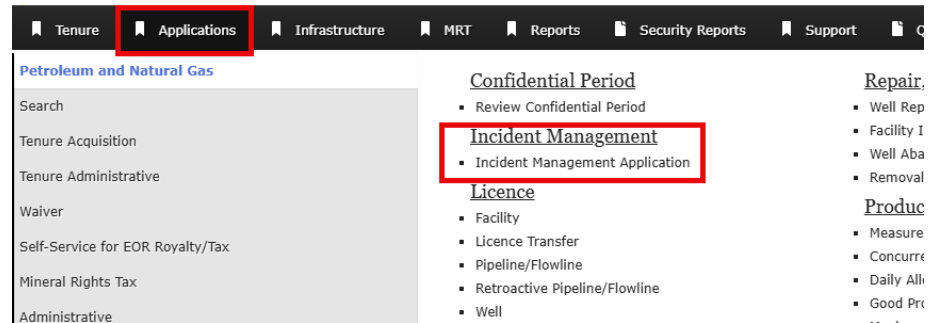 Tenure Applications Infrastructure MRT Reports Security Reports Support
Petroleum and Natural Gas
Search
Tenure Acquisition
Tenure Administrative
Waiver
Self-Service for EOR Royalty/Tax
Mineral Rights Tax
Administrative
Confidential Period
Review Confidential Period
Incident Management
Incident Management Application
Licence
Facility
Licence Transfer
Pipeline/Flowline
Retroactive Pipeline/Flowline
Well
Repair,
Well Rep
Facility I
Well Aba
Removal
Produc
Measure
Concurre
Daily All
Good Pro